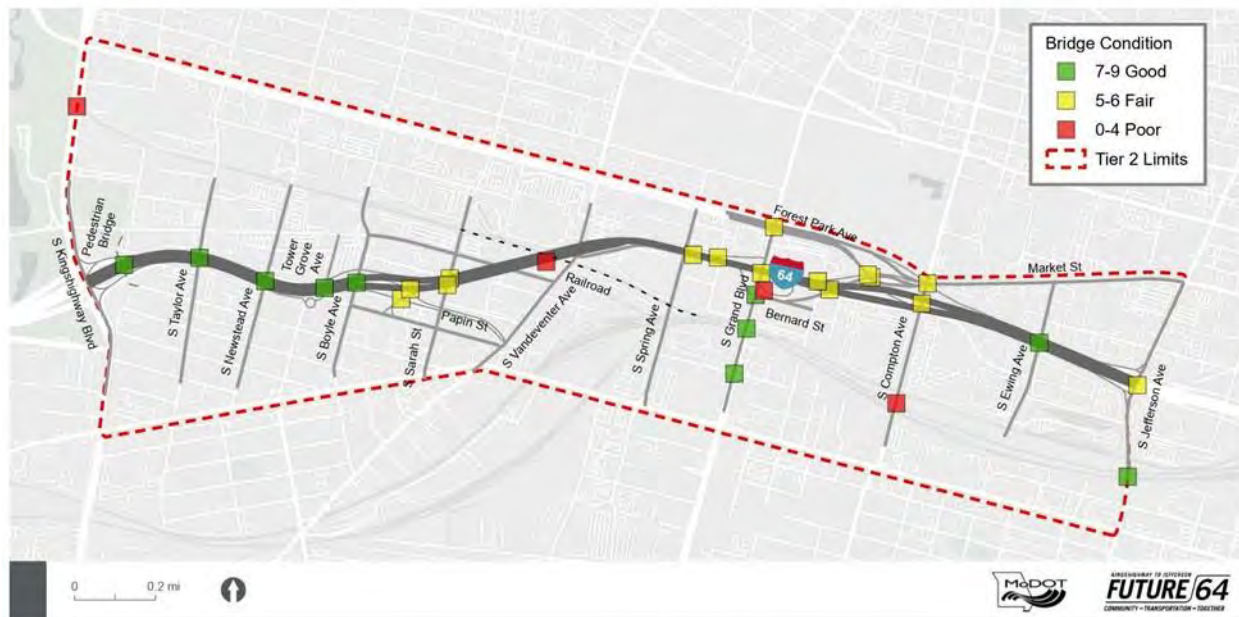 Bridge Condition
7-9 Good
5-6 Fair
0-4 Poor
Tier 2 Limits
S Kingshighway Blvd
Pedestrian
Bridge
S Taylor Ave
S Newstead Ave
Tower
Grove
Ave
S Boyle Ave
S Sarah St
Papin St
S Vandeventer Ave
Railroad
S Spring Ave
S Grand Blvd
64
Forest Park Ave
Bernard St
S Compton Ave
Market St
S Ewing Ave
S Jefferson Ave
0 0.2 mi
MoDOT
KINGSHIGHWAY TO JEFFERSON
FUTURE/64
COMMUNITY - TRANSPORTATION - TOGETHER